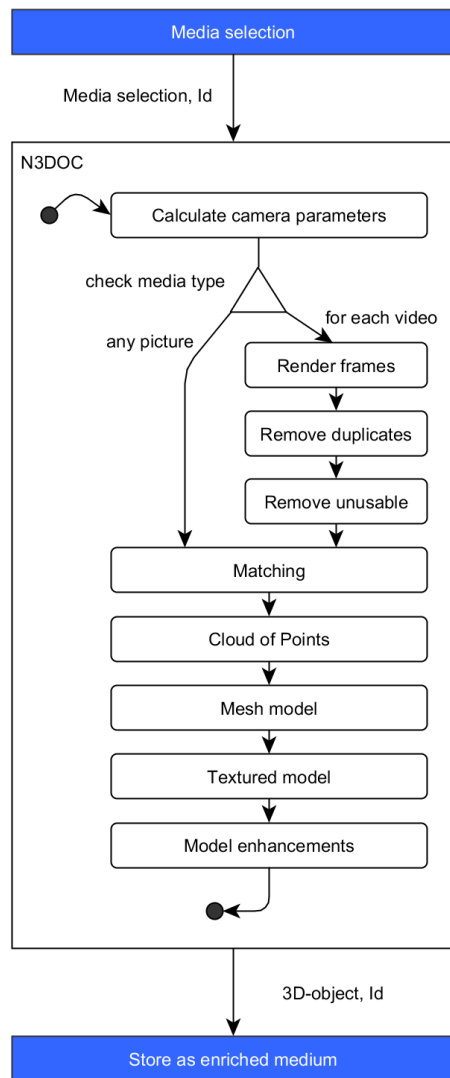 Media selection
Media selection, Id
N3DOC
Calculate camera parameters
check media type
for each video
any picture
Render frames
Remove duplicates
Remove unusable
Matching
Cloud of Points
Mesh model
Textured model
Model enhancements
3D-object, Id
Store as enriched medium